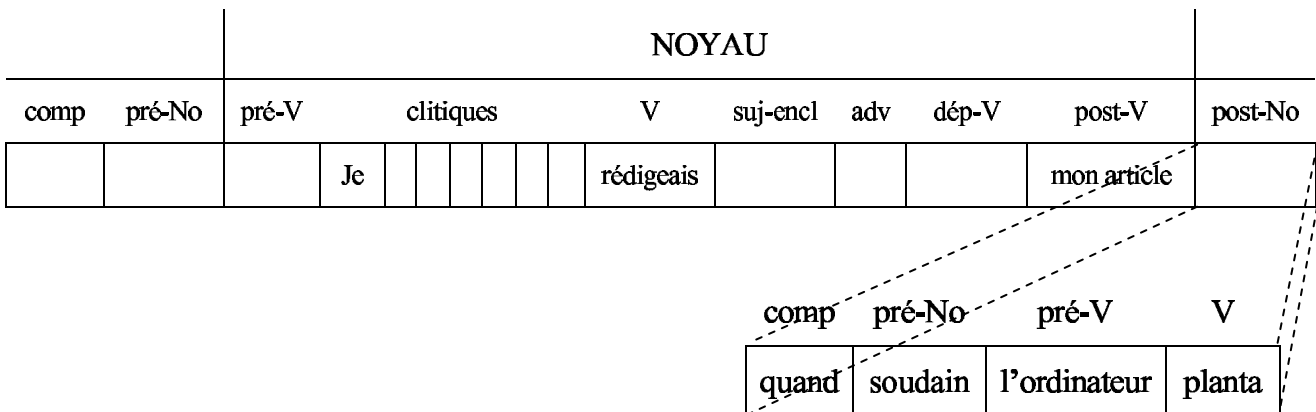 NOYAU
comp pré-No pré-V clitiques V suj-encl adv dép-V post-V post-No
Je rédigeais mon article
comp pré-No pré-V V
quand soudain l’ordinateur planta